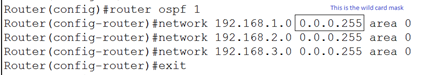 Router(config)#router ospf 1
This is the wild card mask
Router(config-router)#network 192.168.1.0 0.0.0.255 area 0
Router(config-router)#network 192.168.2.0 0.0.0.255 area 0
Router(config-router)#network 192.168.3.0 0.0.0.255 area 0
Router(config-router)#exit